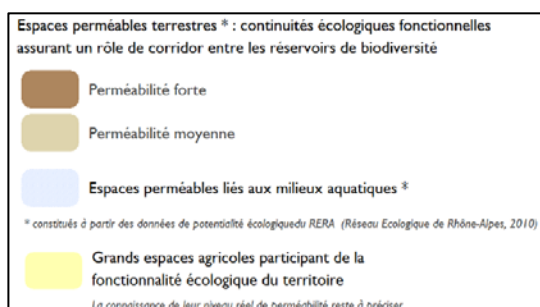 Espaces perméables terrestres * : continuités écologiques fonctionnelles
assurant un rôle de corridor entre les réservoirs de biodiversité
Perméabilité forte
Perméabilité moyenne
Espaces perméables liés aux milieux aquatiques *
* constitués à partir des données de potentialité écologiquedu RERA (Réseau Ecologique de Rhône-Alpes, 2010)
Grands espaces agricoles participant de la
fonctionnalité écologique du territoire
La connaissance de leur niveau réel de perméabilité reste à préciser